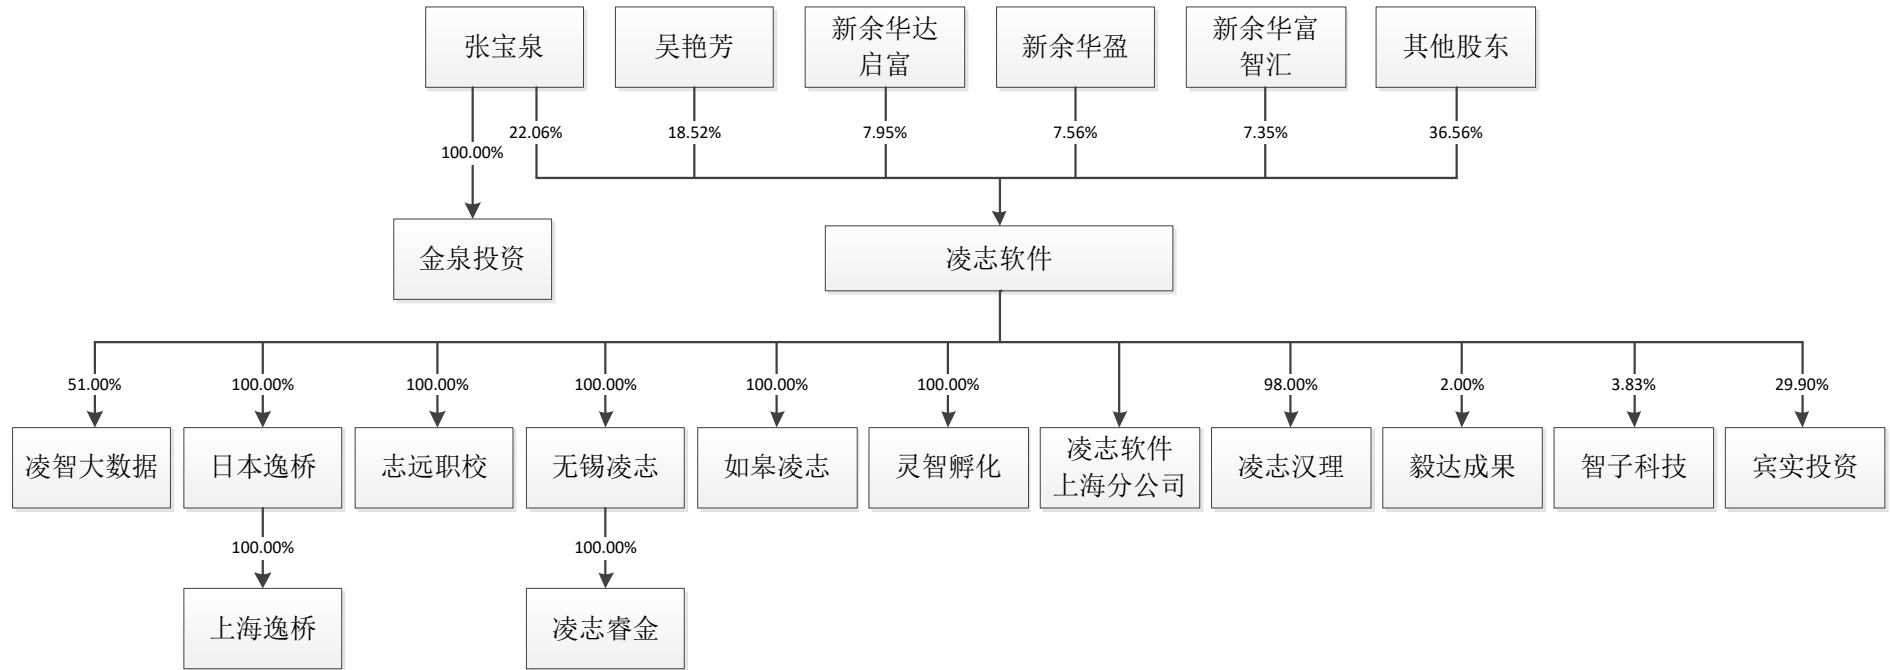 张宝泉
吴艳芳
新余华达
启富
新余华盈
新余华富
智汇
其他股东
22.06%
18.52%
7.95%
7.56%
7.35%
36.56%
100.00%
金泉投资
凌志软件
51.00%
100.00%
100.00%
100.00%
100.00%
100.00%
98.00%
2.00%
3.83%
29.90%
凌智大数据
日本逸桥
志远职校
无锡凌志
如皋凌志
灵智孵化
凌志软件
上海分公司
凌志汉理
毅达成果
智子科技
宾实投资
100.00%
100.00%
上海逸桥
凌志睿金